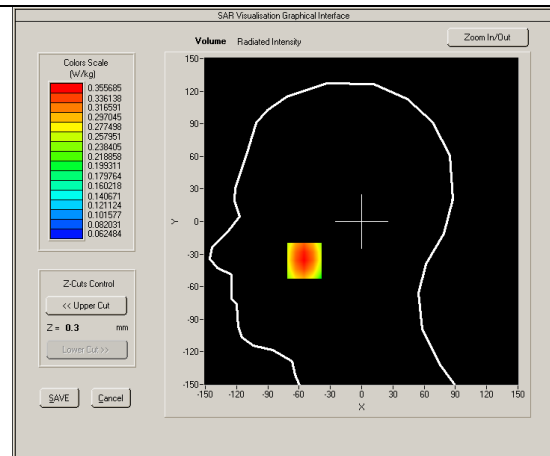 SAR Visualisation Graphical Interface
Volume Radiated Intensity
Zoom In/Out
Colors Scale
(W/kg)
0.355685
0.336138
0.316591
0.297045
0.277498
0.257951
0.238405
0.218858
0.199311
0.179764
0.160218
0.140671
0.121124
0.101577
0.082031
0.062484
Z-Cuts Control
<< Upper Cut
Z = 0.3 mm
Lower Cut >>
SAVE Cancel
150
120
90
60
30
0
-30
-60
-90
-120
-150
Y
-150 -120 -90 -60 -30 0 30 60 90 120 150
X